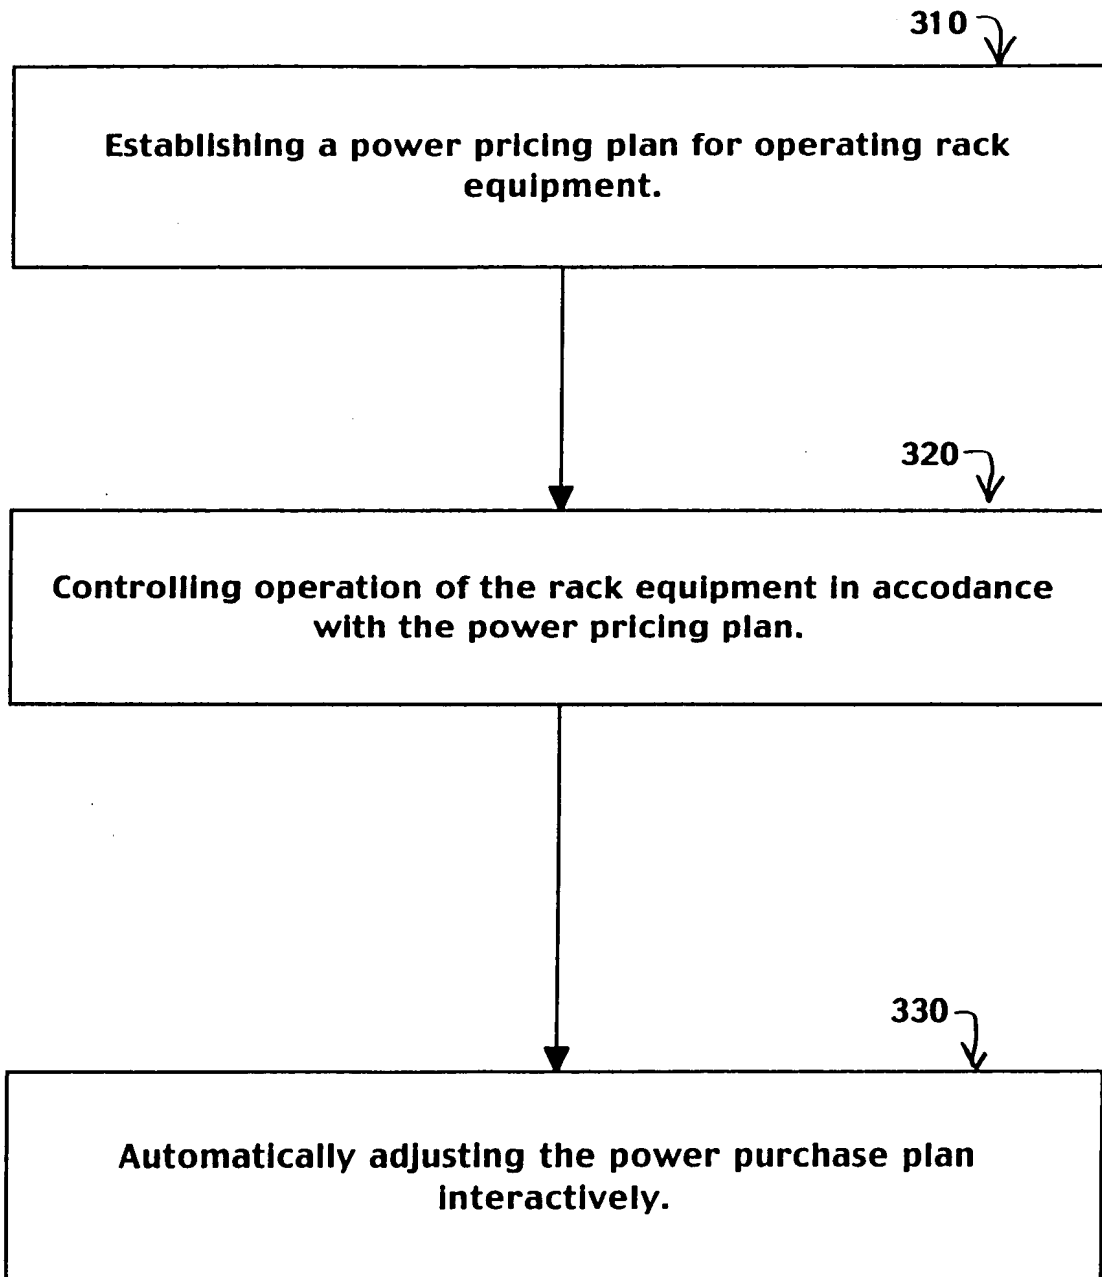 310
Establishing a power pricing plan for operating rack
equipment.
320
Controlling operation of the rack equipment in accodance
with the power pricing plan.
330
Automatically adjusting the power purchase plan
interactively.